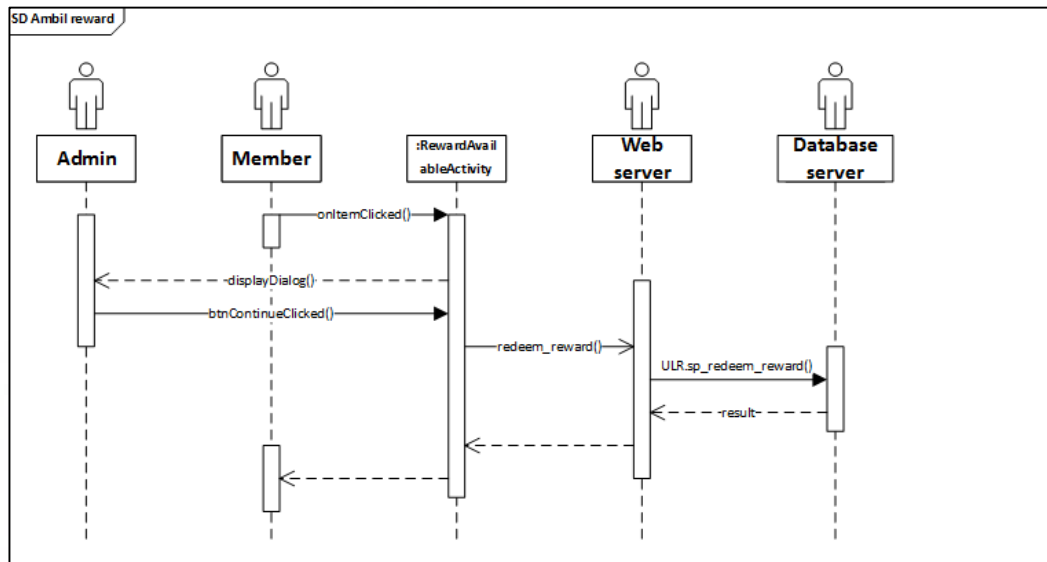 SD Ambil reward
Admin
Member
:RewardAvail
ableActivity
Web
server
Database
server
onItemClicked()
displayDialog()
btnContinueClicked()
redeem_reward()
ULR.sp_redeem_reward()
result